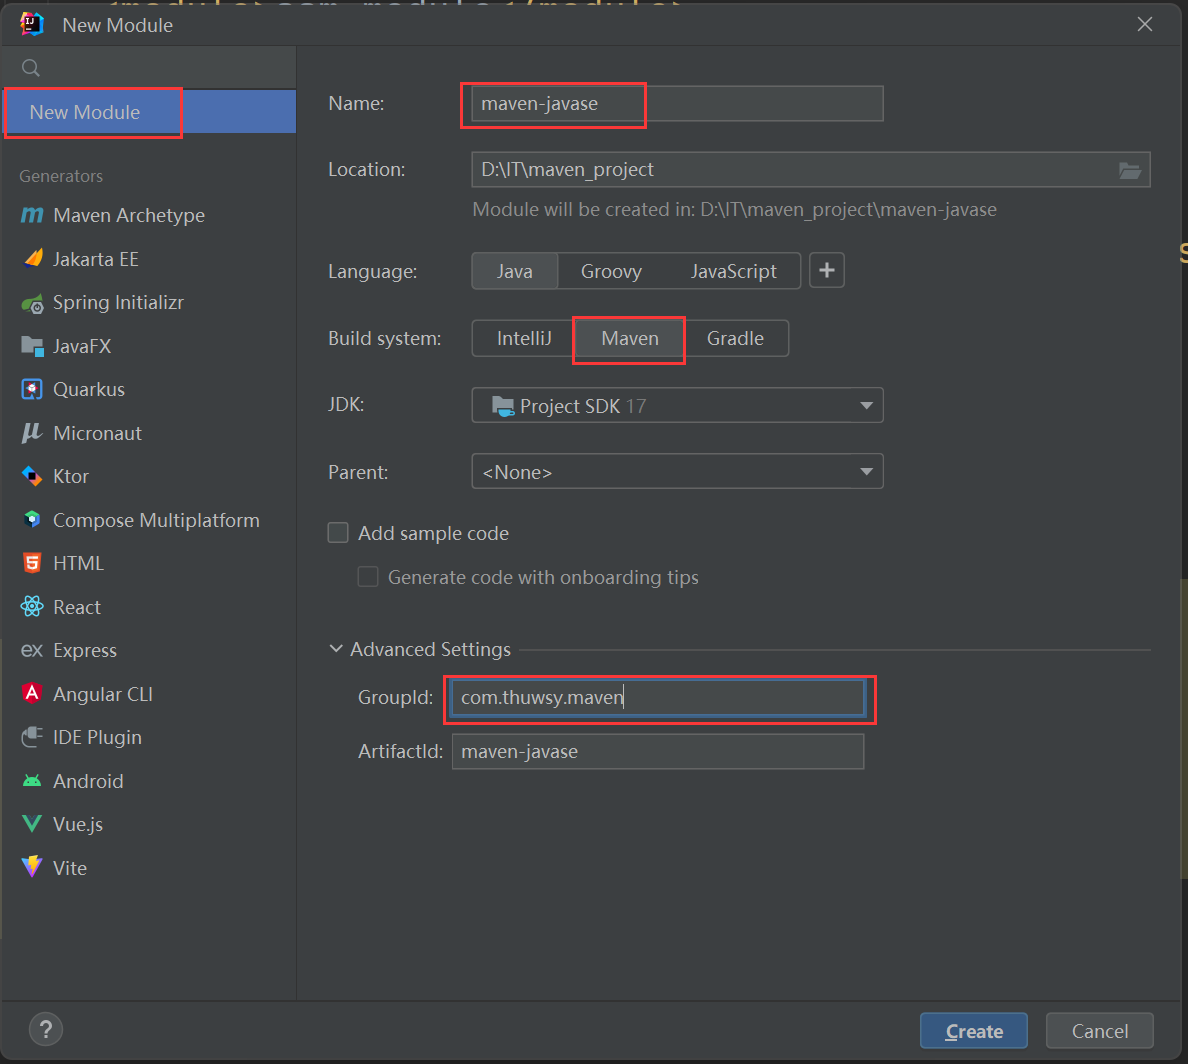 New Module
New Module
Generators
Maven Archetype
Jakarta EE
Spring Initializr
JavaFX
Quarkus
Micronaut
Ktor
Compose Multiplatform
HTML
React
Express
Angular CLI
IDE Plugin
Android
Vue.js
Vite
Name: maven-javase
Location: D:\IT\maven_project
Module will be created in: D:\IT\maven_project\maven-javase
Language: Java Groovy JavaScript +
Build system: IntelliJ Maven Gradle
JDK: Project SDK 17
Parent: <None>
Add sample code
Generate code with onboarding tips
Advanced Settings
GroupId: com.thuwsy.maven
ArtifactId: maven-javase
? Create Cancel